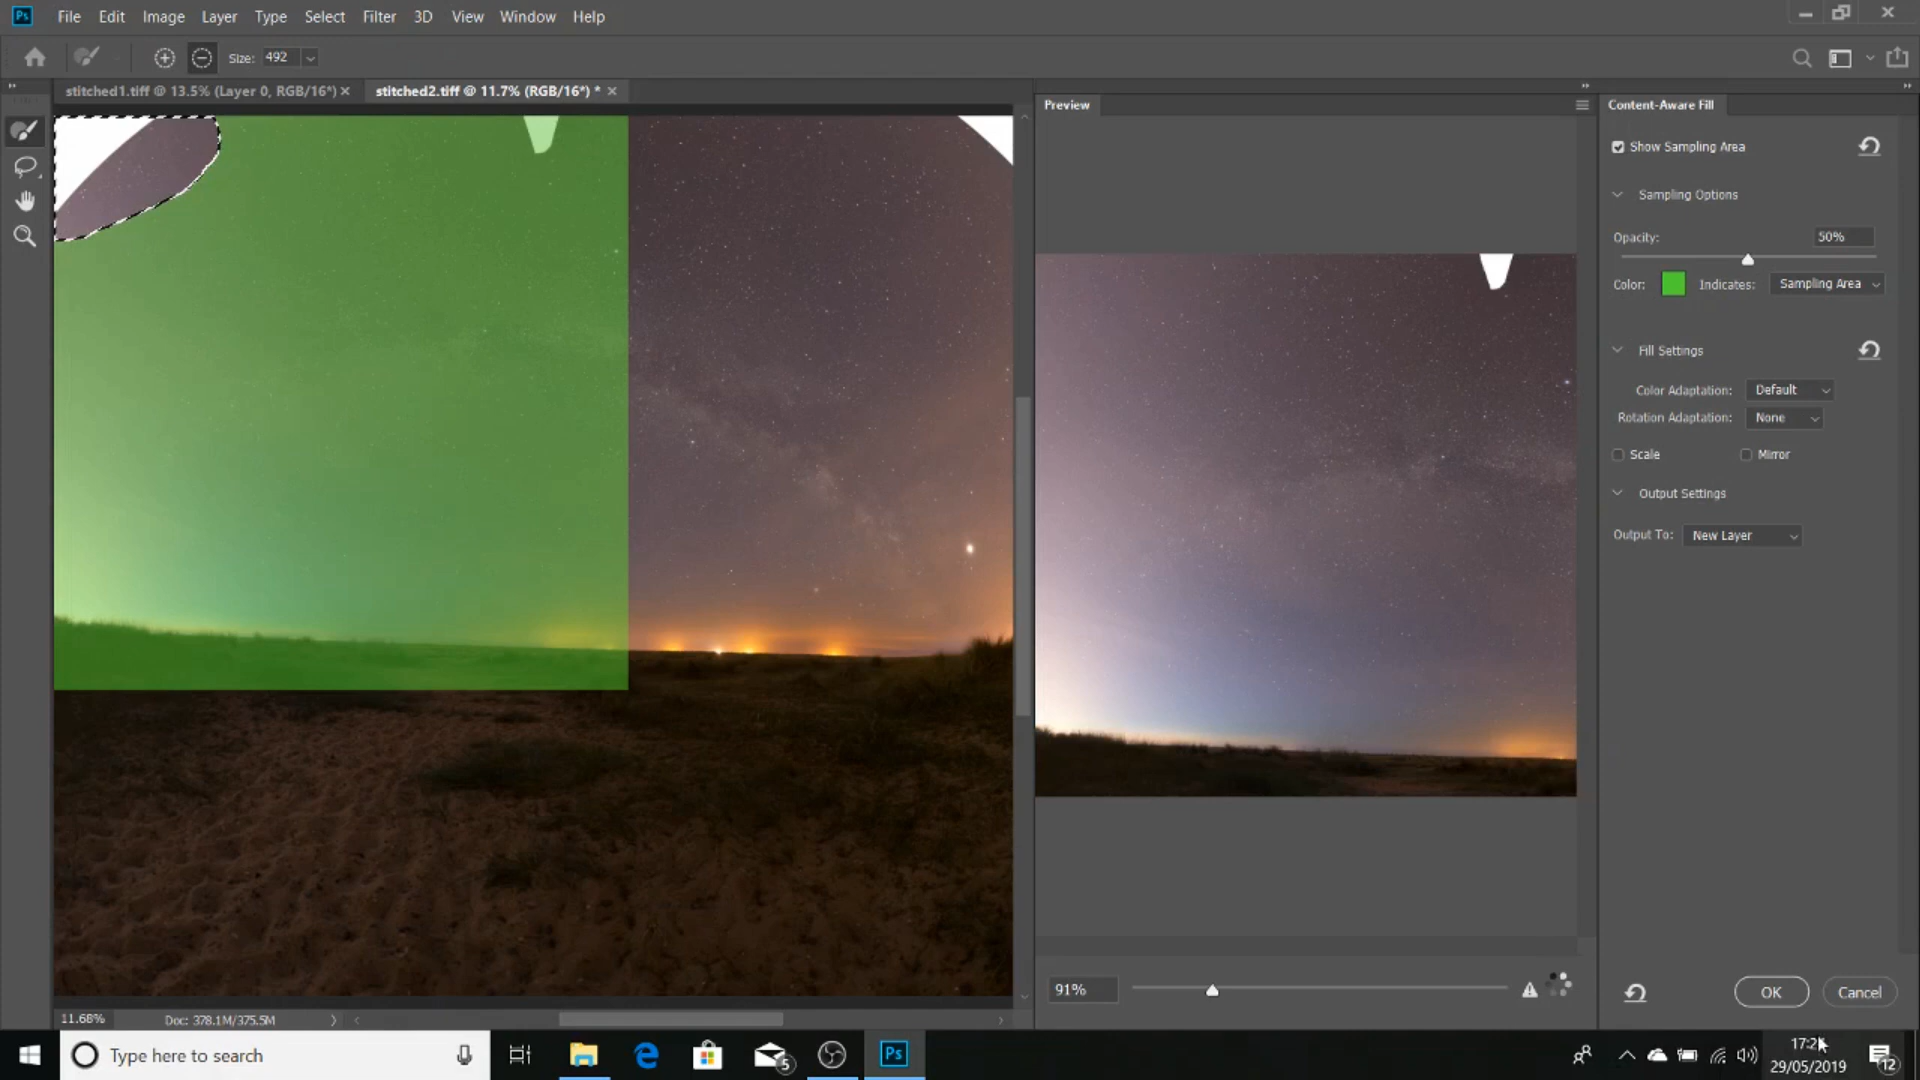 Ps File Edit Image Layer Type Select Filter 3D View Window Help
Size: 492
stitched1.tiff @ 13.5% (Layer 0, RGB/16*) stitched2.tiff @ 11.7% (RGB/16*) *
Preview
Content-Aware Fill
Show Sampling Area
Sampling Options
Opacity: 50%
Color: Indicates: Sampling Area
Fill Settings
Color Adaptation: Default
Rotation Adaptation: None
Scale Mirror
Output Settings
Output To: New Layer
91%
OK Cancel
11.68% Doc: 378.1M/375.5M
Type here to search
5
Ps
29/05/2019
12